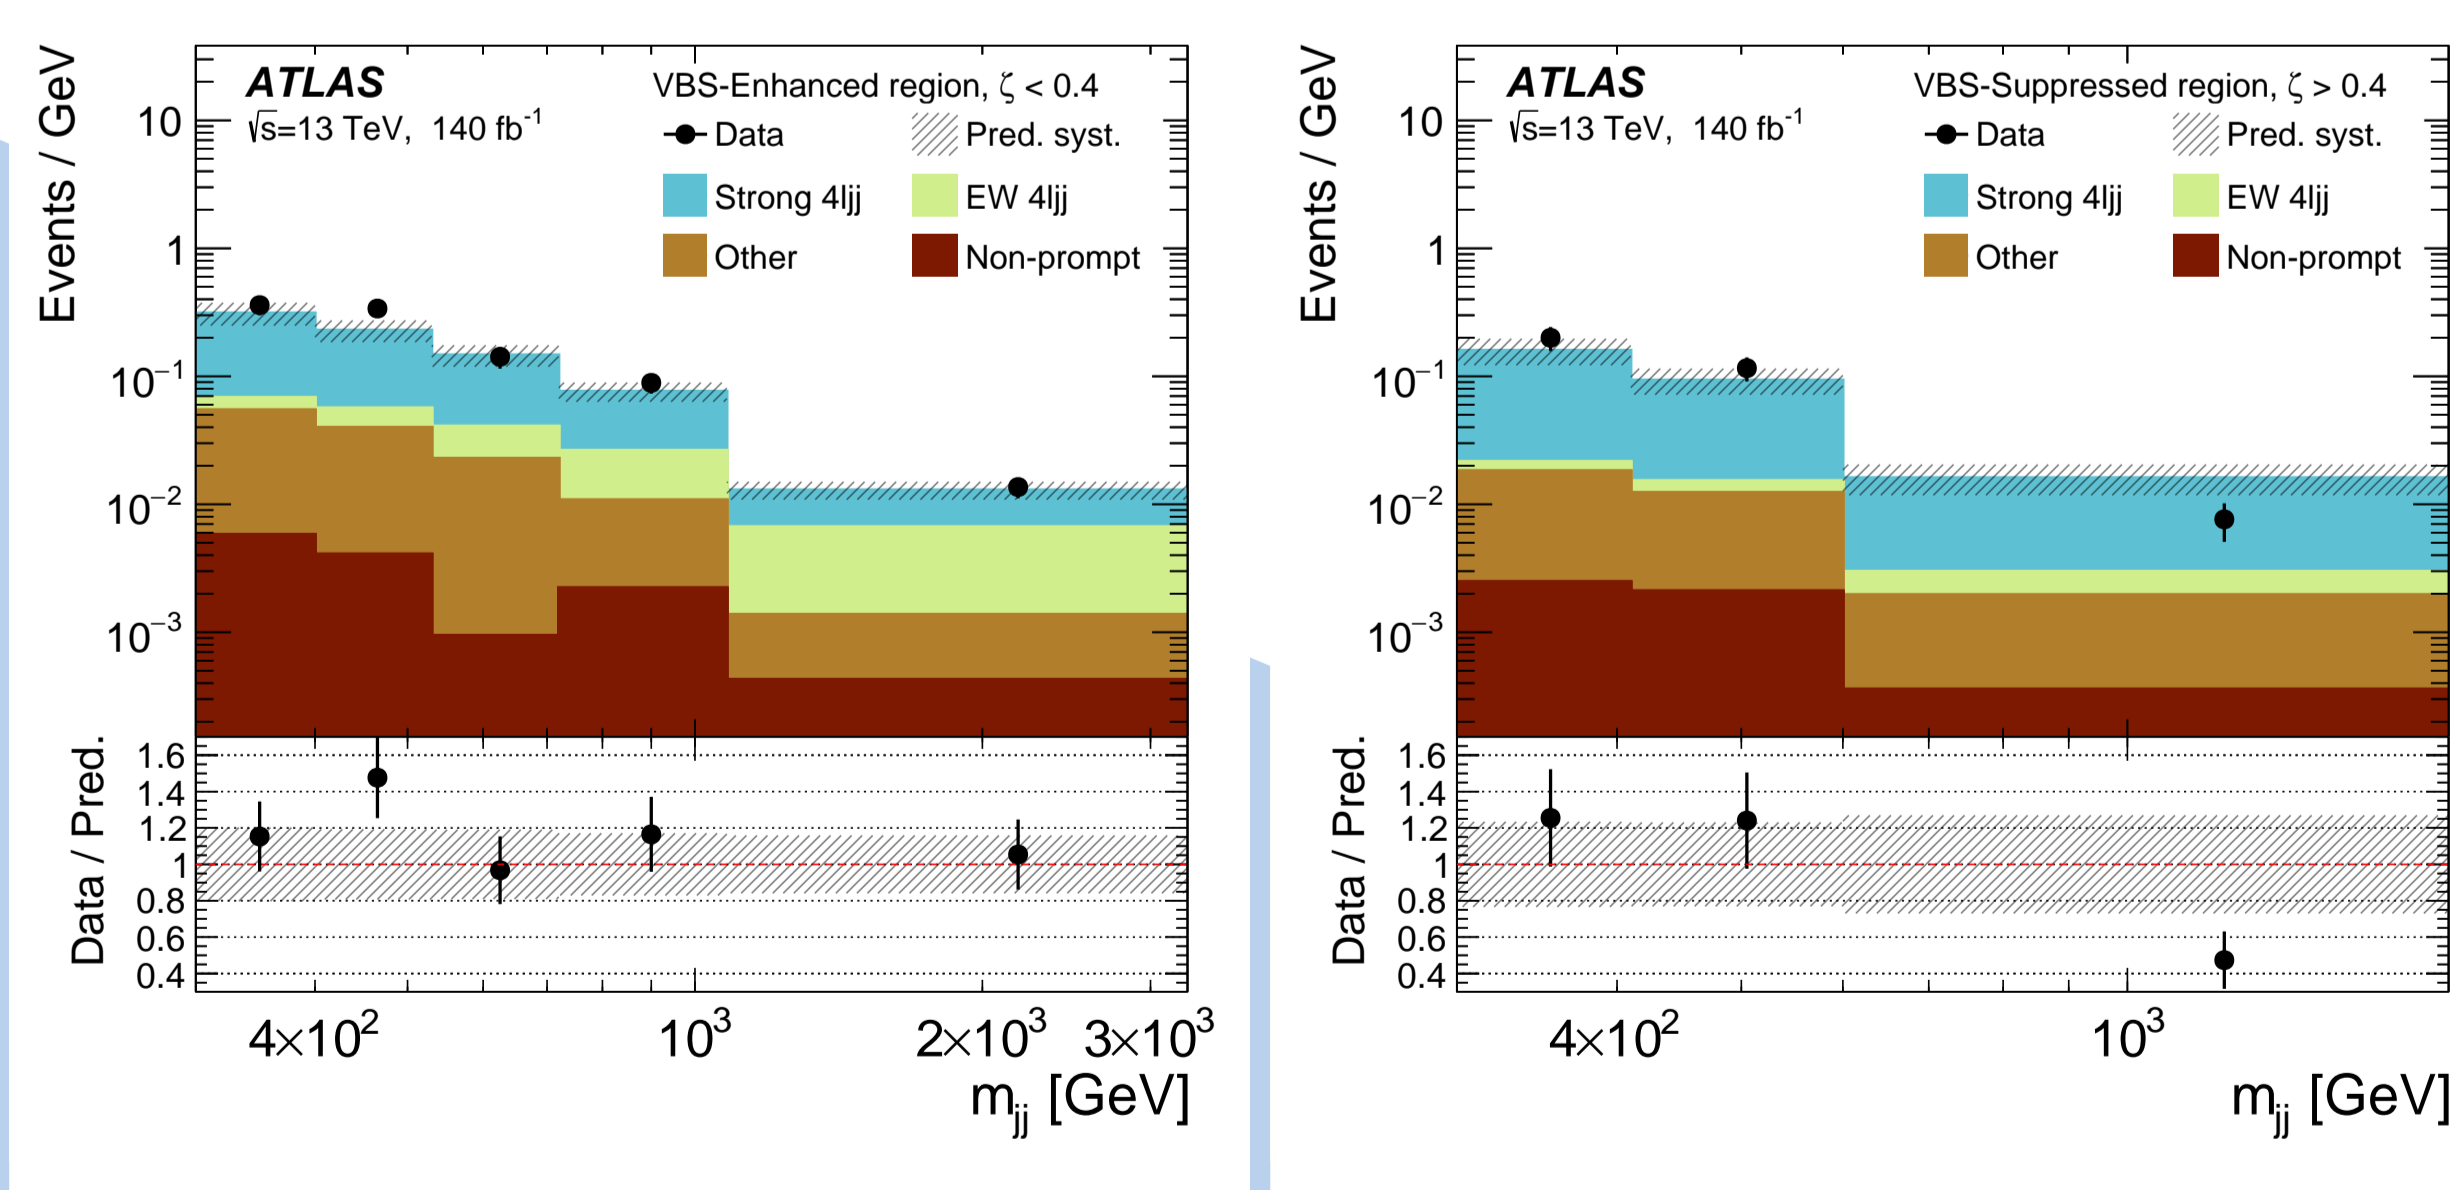 ATLAS
√s=13 TeV, 140 fb⁻¹
VBS-Enhanced region, ζ < 0.4
Data
Pred. syst.
Strong 4ljj
EW 4ljj
Other
Non-prompt
Events / GeV
10
1
10⁻¹
10⁻²
10⁻³
Data / Pred.
1.6
1.4
1.2
1
0.8
0.6
0.4
4×10²
10³
2×10³
3×10³
m_jj [GeV]
ATLAS
√s=13 TeV, 140 fb⁻¹
VBS-Suppressed region, ζ > 0.4
Data
Pred. syst.
Strong 4ljj
EW 4ljj
Other
Non-prompt
Events / GeV
10
1
10⁻¹
10⁻²
10⁻³
Data / Pred.
1.6
1.4
1.2
1
0.8
0.6
0.4
4×10²
10³
m_jj [GeV]